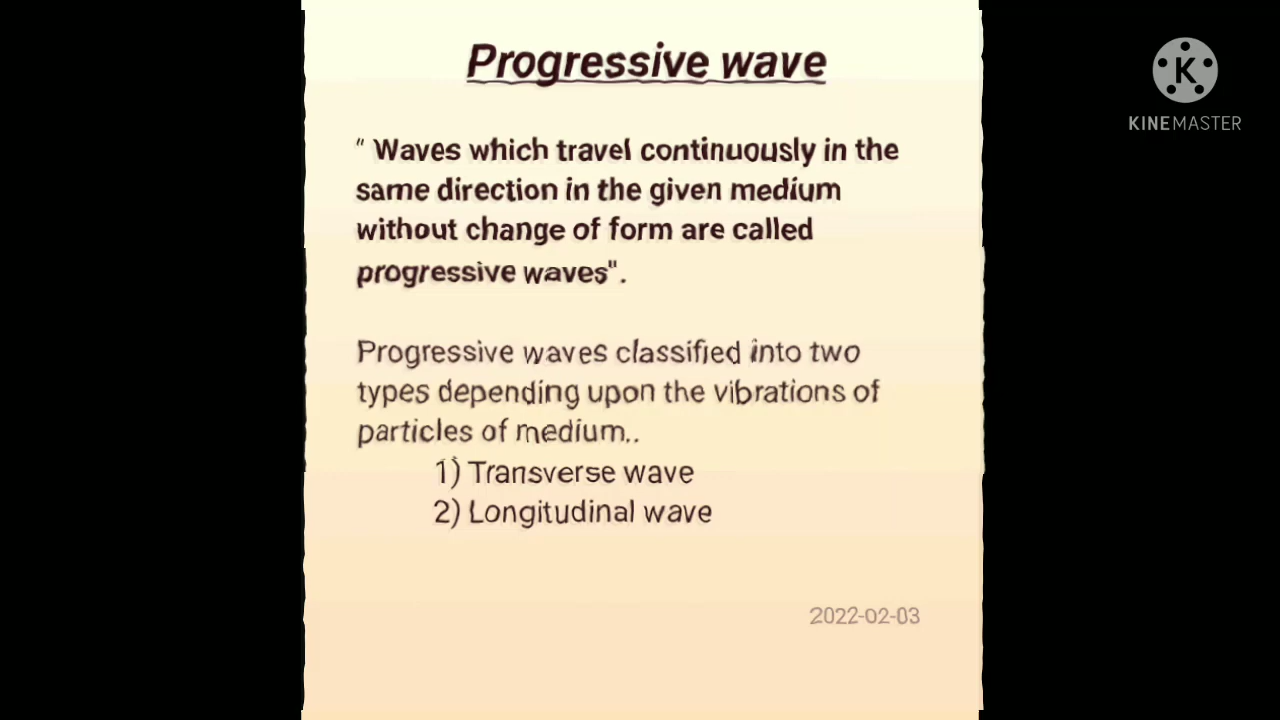 Progressive wave
" Waves which travel continuously in the
same direction in the given medium
without change of form are called
progressive waves".
Progressive waves classified into two
types depending upon the vibrations of
particles of medium..
1) Transverse wave
2) Longitudinal wave
2022-02-03
K
KINEMASTER